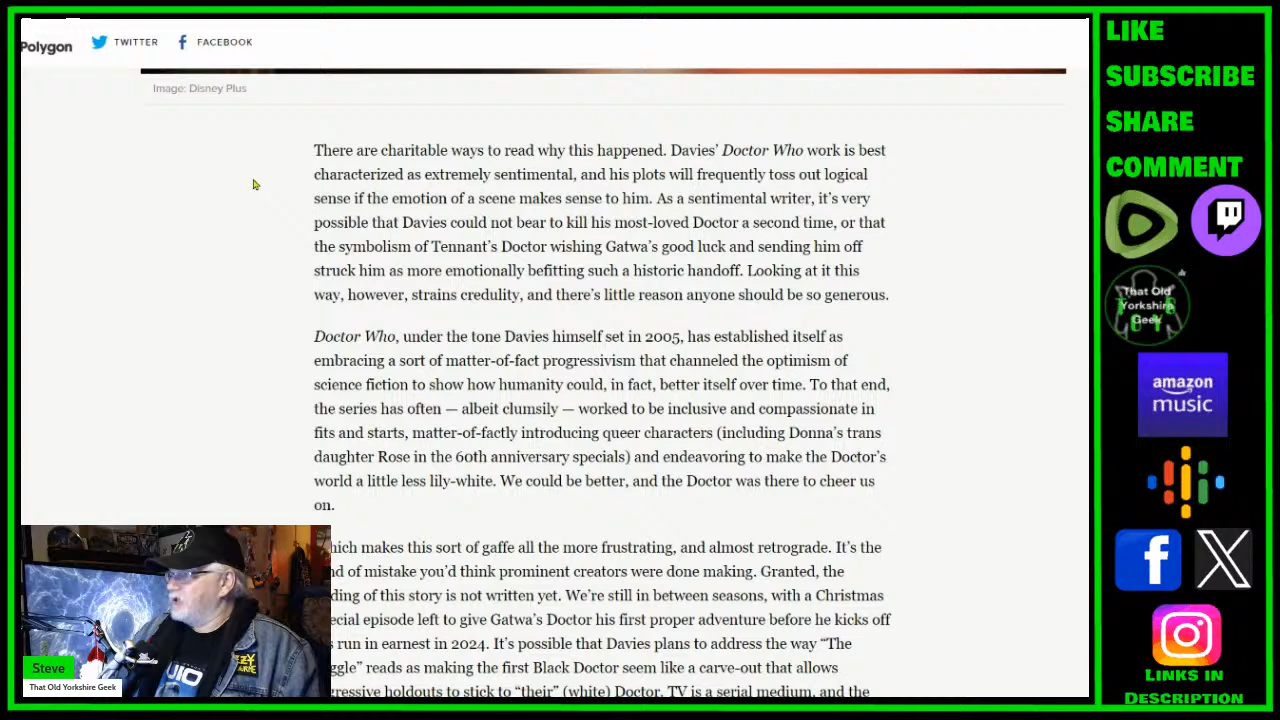 Polygon
TWITTER
FACEBOOK
Image: Disney Plus
There are charitable ways to read why this happened. Davies’ Doctor Who work is best
characterized as extremely sentimental, and his plots will frequently toss out logical
sense if the emotion of a scene makes sense to him. As a sentimental writer, it’s very
possible that Davies could not bear to kill his most-loved Doctor a second time, or that
the symbolism of Tennant’s Doctor wishing Gatwa’s good luck and sending him off
struck him as more emotionally befitting such a historic handoff. Looking at it this
way, however, strains credulity, and there’s little reason anyone should be so generous.
Doctor Who, under the tone Davies himself set in 2005, has established itself as
embracing a sort of matter-of-fact progressivism that channeled the optimism of
science fiction to show how humanity could, in fact, better itself over time. To that end,
the series has often — albeit clumsily — worked to be inclusive and compassionate in
fits and starts, matter-of-factly introducing queer characters (including Donna’s trans
daughter Rose in the 60th anniversary specials) and endeavoring to make the Doctor’s
world a little less lily-white. We could be better, and the Doctor was there to cheer us
on.
hich makes this sort of gaffe all the more frustrating, and almost retrograde. It’s the
nd of mistake you’d think prominent creators were done making. Granted, the
ding of this story is not written yet. We’re still in between seasons, with a Christmas
ecial episode left to give Gatwa’s Doctor his first proper adventure before he kicks off
s run in earnest in 2024. It’s possible that Davies plans to address the way “The
ggle” reads as making the first Black Doctor seem like a carve-out that allows
gressive holdouts to stick to “their” (white) Doctor. TV is a serial medium, and the
Steve
That Old Yorkshire Geek
LIKE
SUBSCRIBE
SHARE
COMMENT
That Old
Yorkshire
Geek
amazon
music
LINKS IN
DESCRIPTION